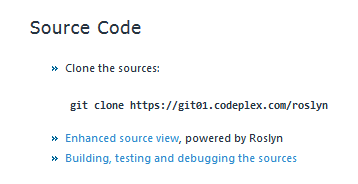 Source Code
» Clone the sources:
git clone https://git01.codeplex.com/roslyn
» Enhanced source view, powered by Roslyn
» Building, testing and debugging the sources